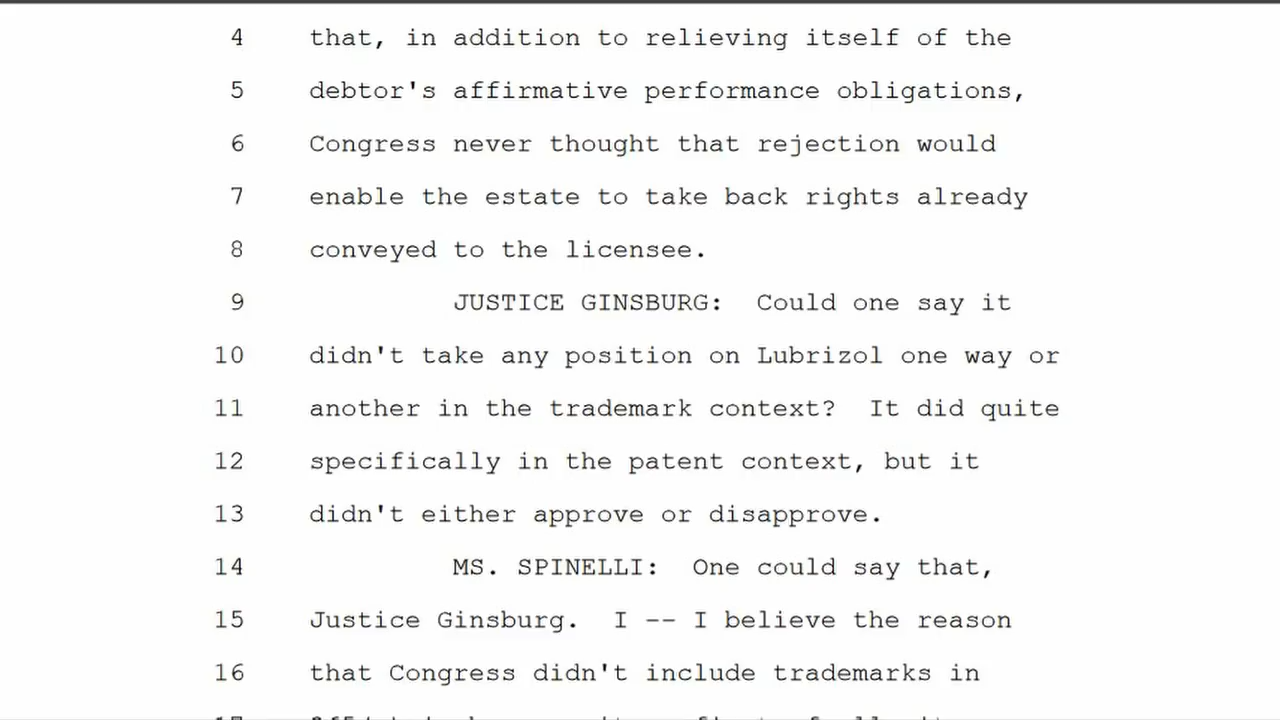 4 that, in addition to relieving itself of the
5 debtor's affirmative performance obligations,
6 Congress never thought that rejection would
7 enable the estate to take back rights already
8 conveyed to the licensee.
9 JUSTICE GINSBURG: Could one say it
10 didn't take any position on Lubrizol one way or
11 another in the trademark context? It did quite
12 specifically in the patent context, but it
13 didn't either approve or disapprove.
14 MS. SPINELLI: One could say that,
15 Justice Ginsburg. I -- I believe the reason
16 that Congress didn't include trademarks in